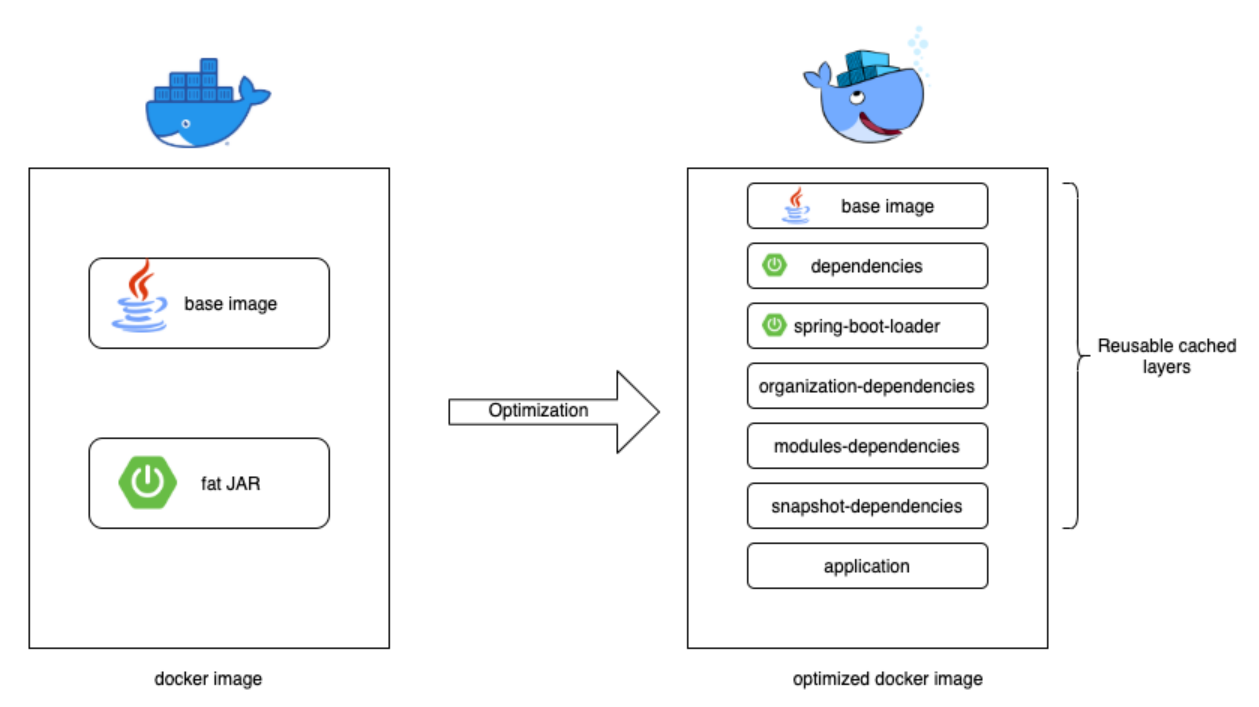 base image
fat JAR
docker image
Optimization
base image
dependencies
spring-boot-loader
organization-dependencies
modules-dependencies
snapshot-dependencies
application
Reusable cached
layers
optimized docker image